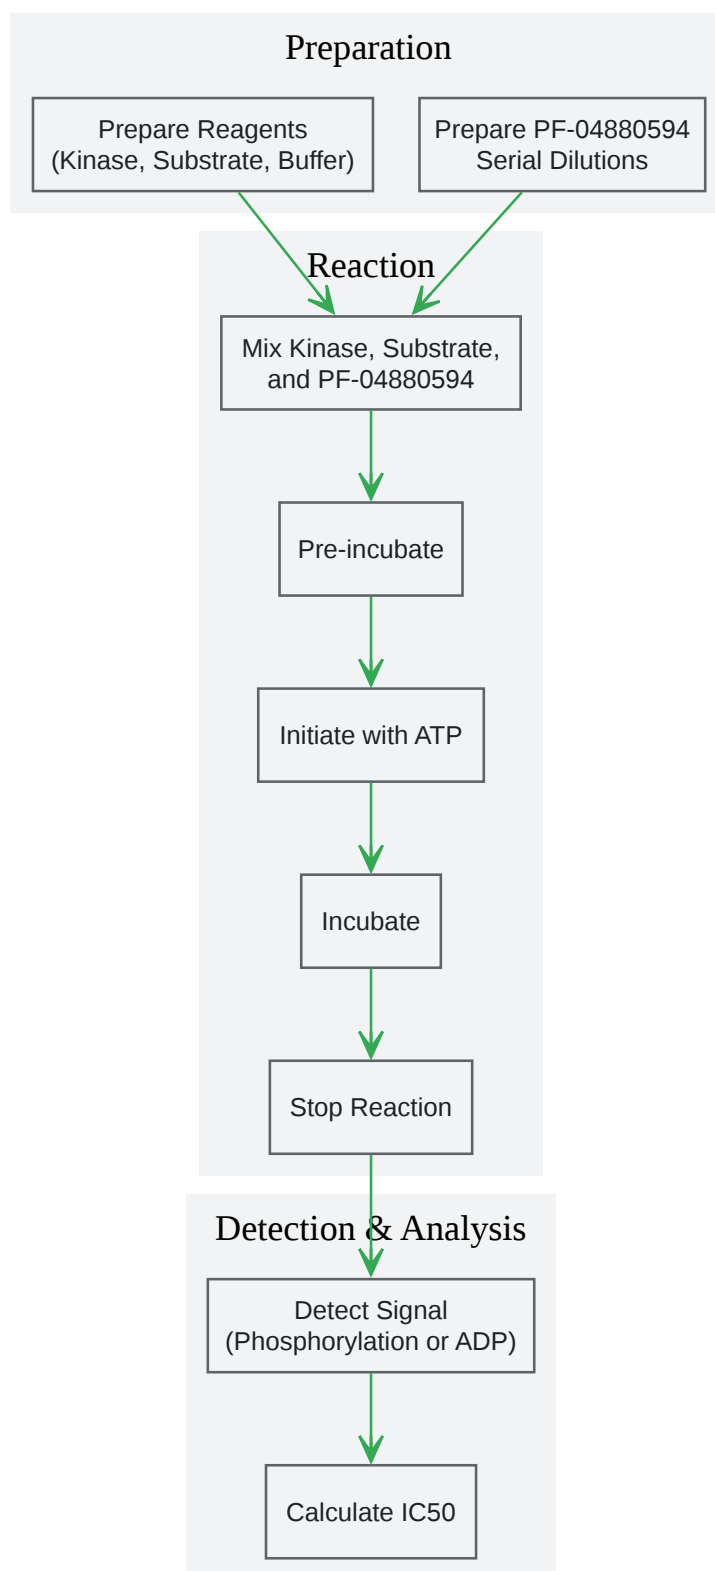 Preparation
Prepare Reagents
(Kinase, Substrate, Buffer)
Prepare PF-04880594
Serial Dilutions
Reaction
Mix Kinase, Substrate,
and PF-04880594
Pre-incubate
Initiate with ATP
Incubate
Stop Reaction
Detection & Analysis
Detect Signal
(Phosphorylation or ADP)
Calculate IC50